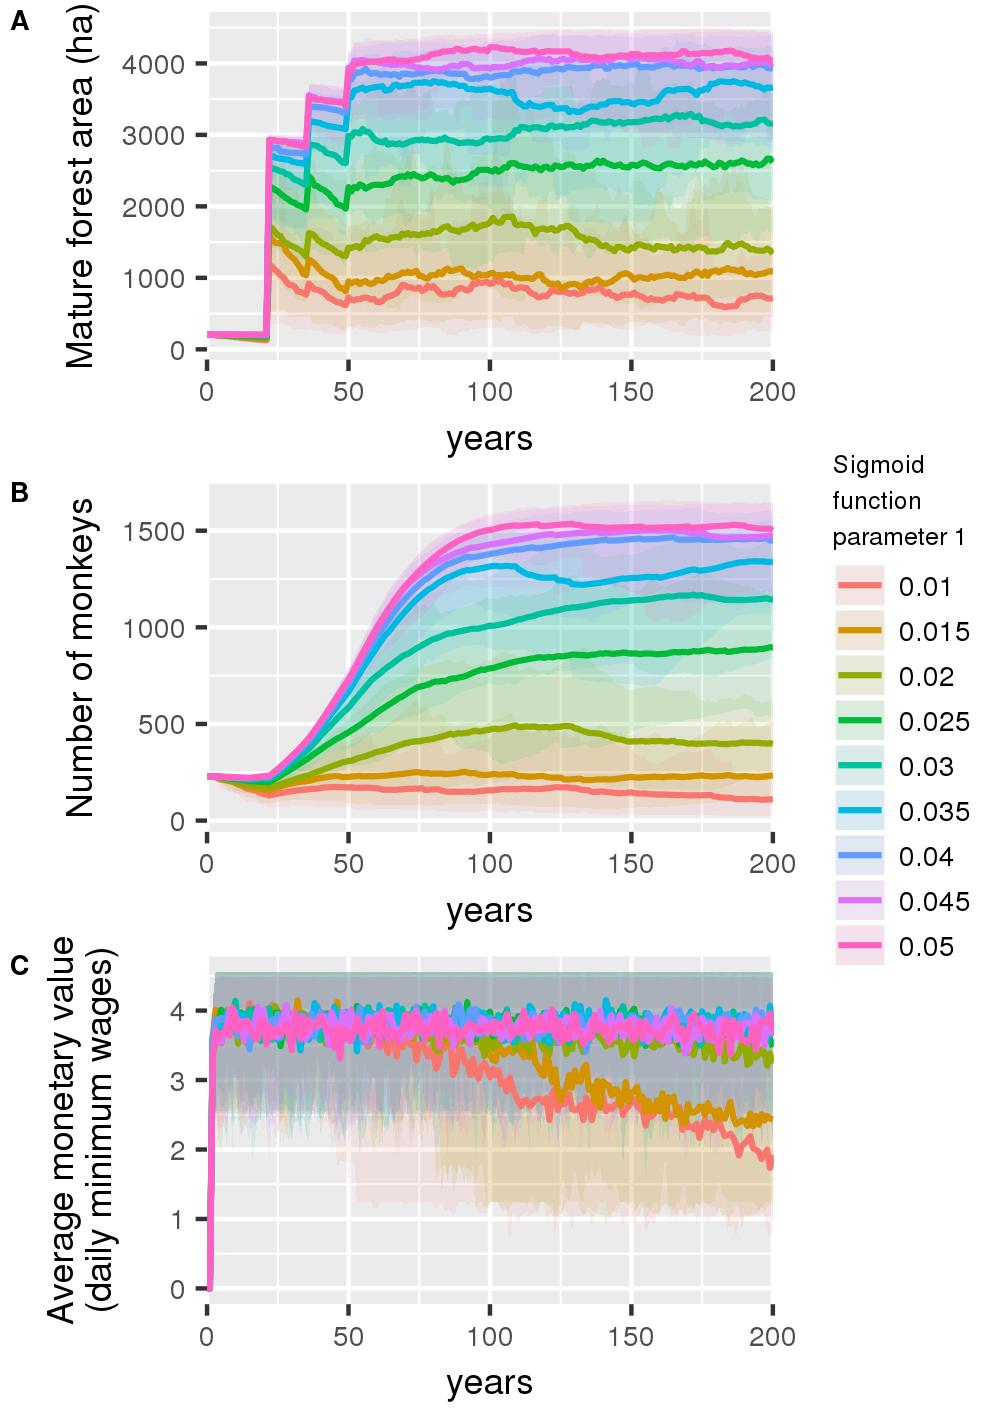 A
Mature forest area (ha)
4000
3000
2000
1000
0
0 50 100 150 200
years
B
Number of monkeys
1500
1000
500
0
0 50 100 150 200
years
Sigmoid
function
parameter 1
0.01
0.015
0.02
0.025
0.03
0.035
0.04
0.045
0.05
C
Average monetary value
(daily minimum wages)
4
3
2
1
0
0 50 100 150 200
years